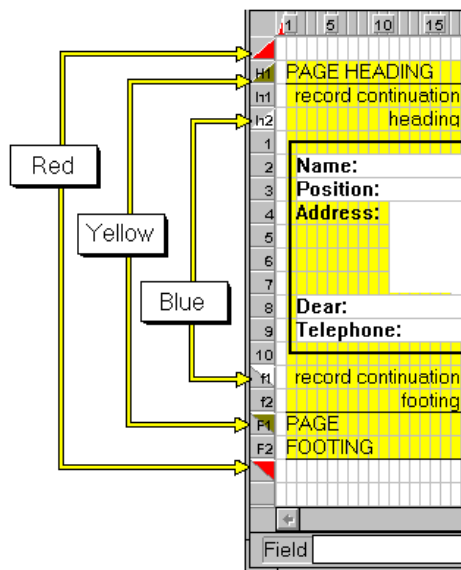 1 5 10 15
H1 PAGE HEADING
h1 record continuation
h2 heading
1
2 Name:
3 Position:
4 Address:
5
6
7
8 Dear:
9 Telephone:
10
f1 record continuation
f2 footing
F1 PAGE
F2 FOOTING
Red
Yellow
Blue
Field